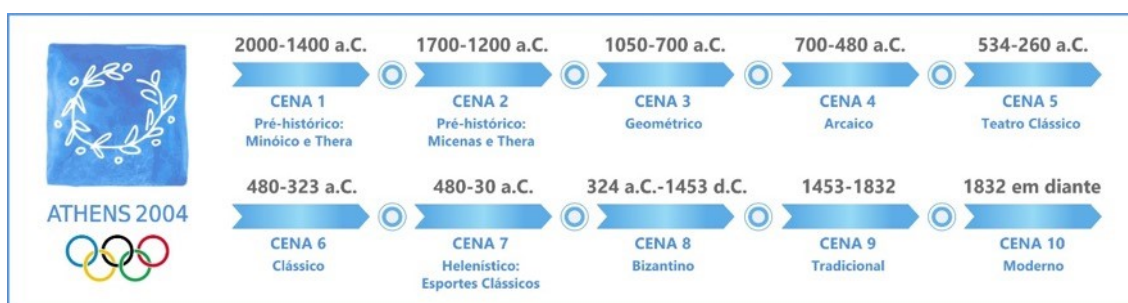 2000-1400 a.C.
CENA 1
Pré-histórico:
Minóico e Thera
1700-1200 a.C.
CENA 2
Pré-histórico:
Micenas e Thera
1050-700 a.C.
CENA 3
Geométrico
700-480 a.C.
CENA 4
Arcaico
534-260 a.C.
CENA 5
Teatro Clássico
ATHENS 2004
480-323 a.C.
CENA 6
Clássico
480-30 a.C.
CENA 7
Helenístico:
Esportes Clássicos
324 a.C.-1453 d.C.
CENA 8
Bizantino
1453-1832
CENA 9
Tradicional
1832 em diante
CENA 10
Moderno